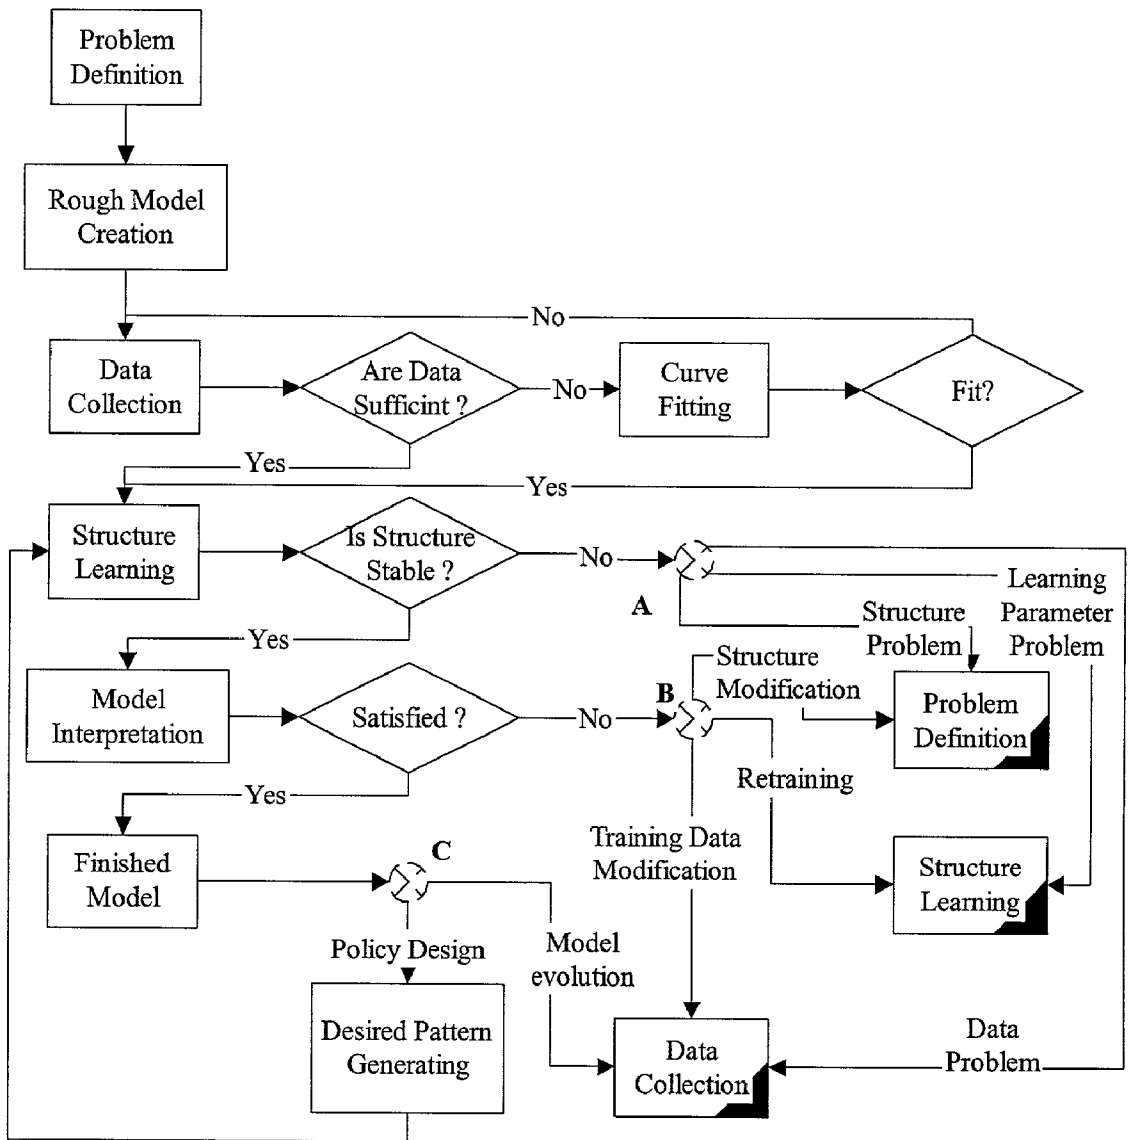 Problem
Definition
Rough Model
Creation
No
Data
Collection
Are Data
Sufficint ?
No
Curve
Fitting
Fit?
Yes
Yes
Structure
Learning
Is Structure
Stable ?
No
A
Learning
Parameter
Problem
Structure
Problem
Yes
Model
Interpretation
Satisfied ?
No
B
Structure
Modification
Problem
Definition
Retraining
Yes
Finished
Model
C
Training Data
Modification
Structure
Learning
Policy Design
Model
evolution
Desired Pattern
Generating
Data
Collection
Data
Problem